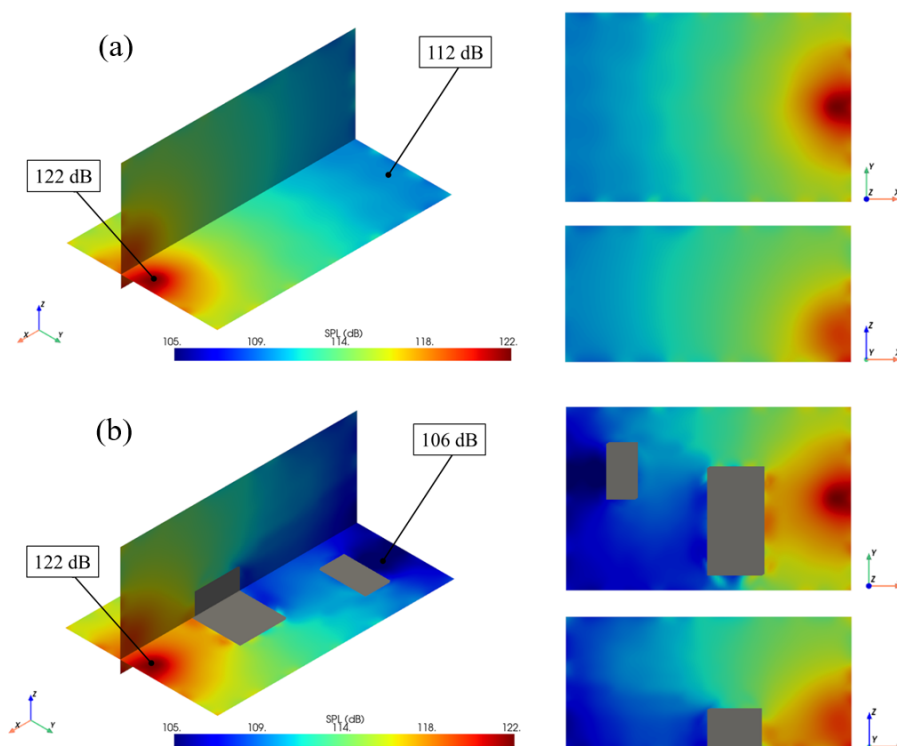 (a)
112 dB
122 dB
Z
X
Y
SPL (dB)
105.
109.
114.
118.
122.
Y
Z
X
Z
Y
X
(b)
106 dB
122 dB
Z
X
Y
SPL (dB)
105.
109.
114.
118.
122.
Y
Z
Z
Y